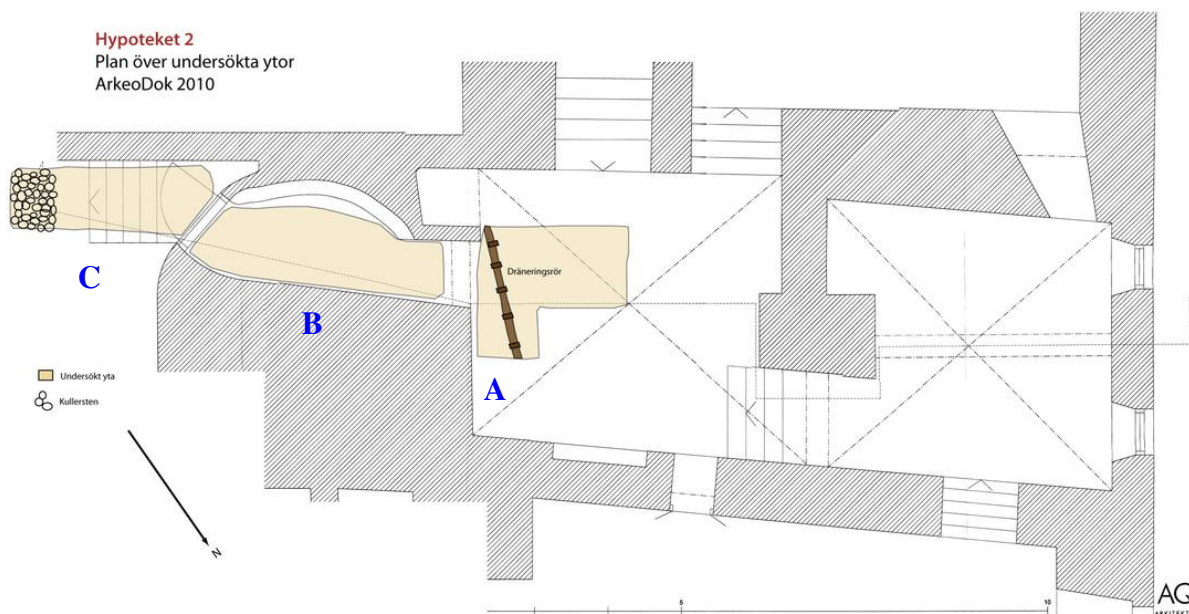 Hypoteket 2
Plan över undersökta ytor
ArkeoDok 2010
Dräneringsrör
C
B
A
Undersökt yta
Kullersten
N
5
10
AG